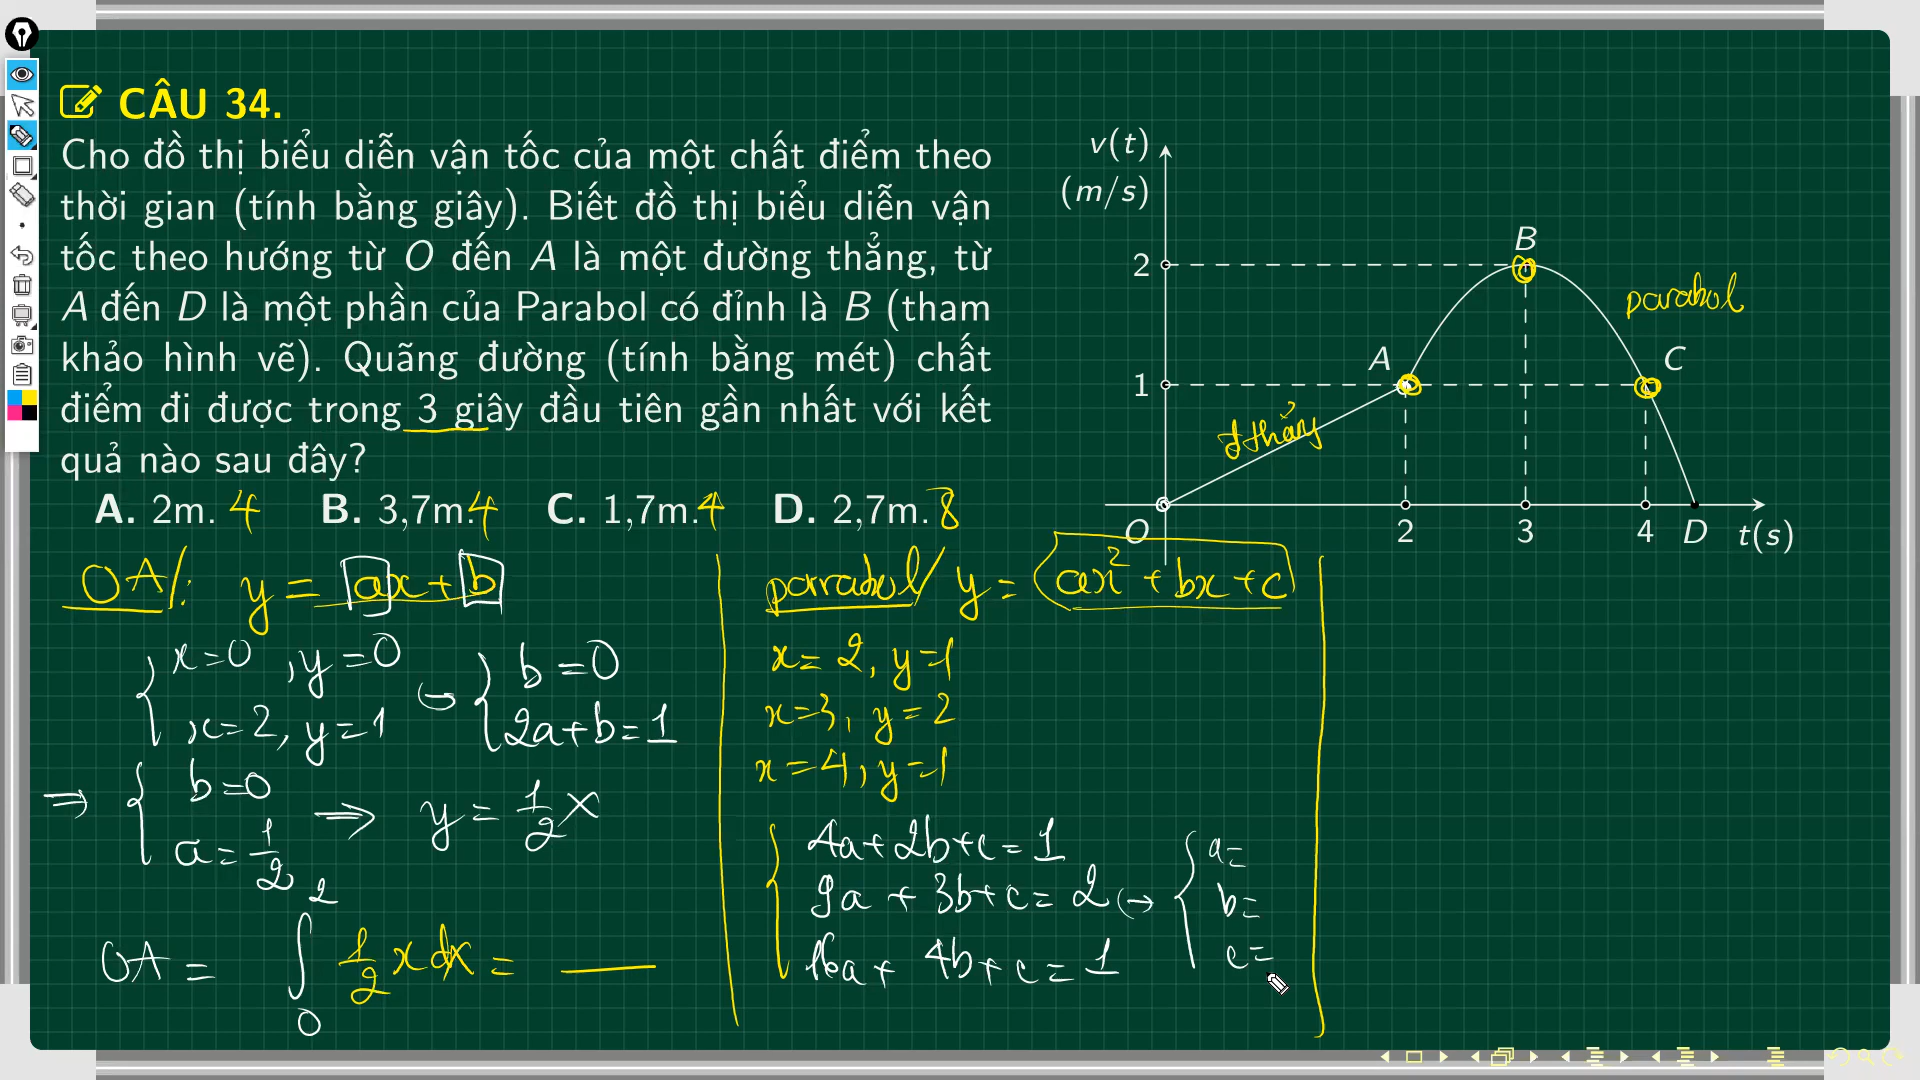 CÂU 34.
Cho đồ thị biểu diễn vận tốc của một chất điểm theo
thời gian (tính bằng giây). Biết đồ thị biểu diễn vận
tốc theo hướng từ O đến A là một đường thẳng, từ
A đến D là một phần của Parabol có đỉnh là B (tham
khảo hình vẽ). Quãng đường (tính bằng mét) chất
điểm đi được trong 3 giây đầu tiên gần nhất với kết
quả nào sau đây?
A. 2m. 4 B. 3,7m. 4 C. 1,7m. 4 D. 2,7m. 8
v(t)
(m/s)
B
2
parabol
A
C
1
đthẳng
O 2 3 4 D t(s)
OA/: y = ax + b
x=0, y=0
x=2, y=1
b=0
2a+b=1
⇒ b=0
a=1/2
⇒ y = 1/2 x
OA = ∫₀² 1/2 x dx =
parabol/ y = ax² + bx + c
x=2, y=1
x=3, y=2
x=4, y=1
4a+2b+c=1
9a + 3b+c=2
16a+ 4b+c=1
a=
b=
c=